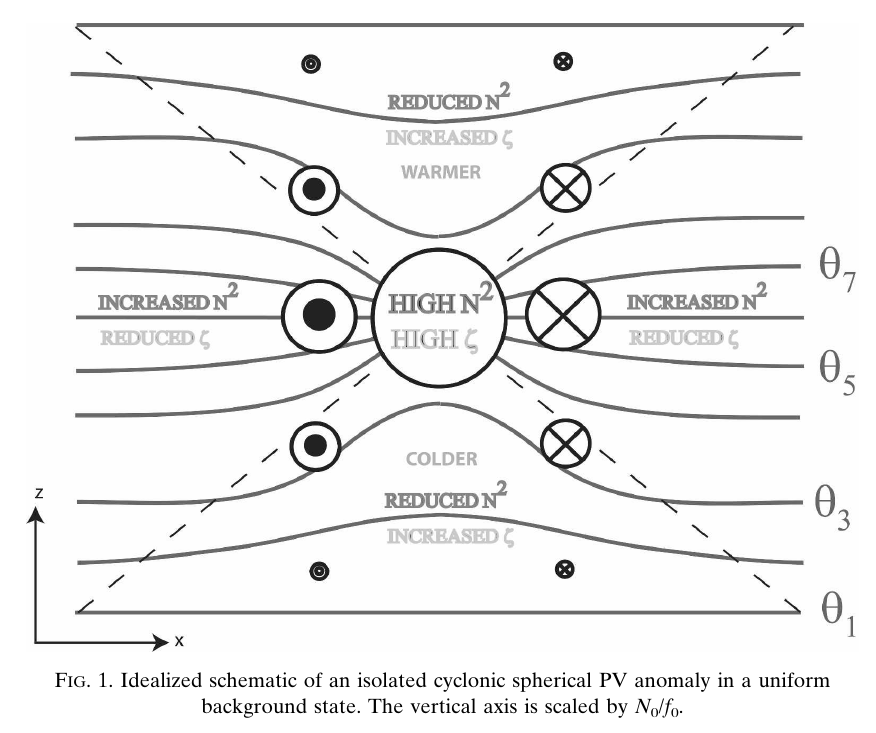 REDUCED N²
INCREASED ζ
WARMER
θ₇
INCREASED N²
HIGH N²
INCREASED N²
REDUCED ζ
HIGH ζ
REDUCED ζ
θ₅
COLDER
z
REDUCED N²
θ₃
INCREASED ζ
θ₁
x
FIG. 1. Idealized schematic of an isolated cyclonic spherical PV anomaly in a uniform
background state. The vertical axis is scaled by N₀/f₀.